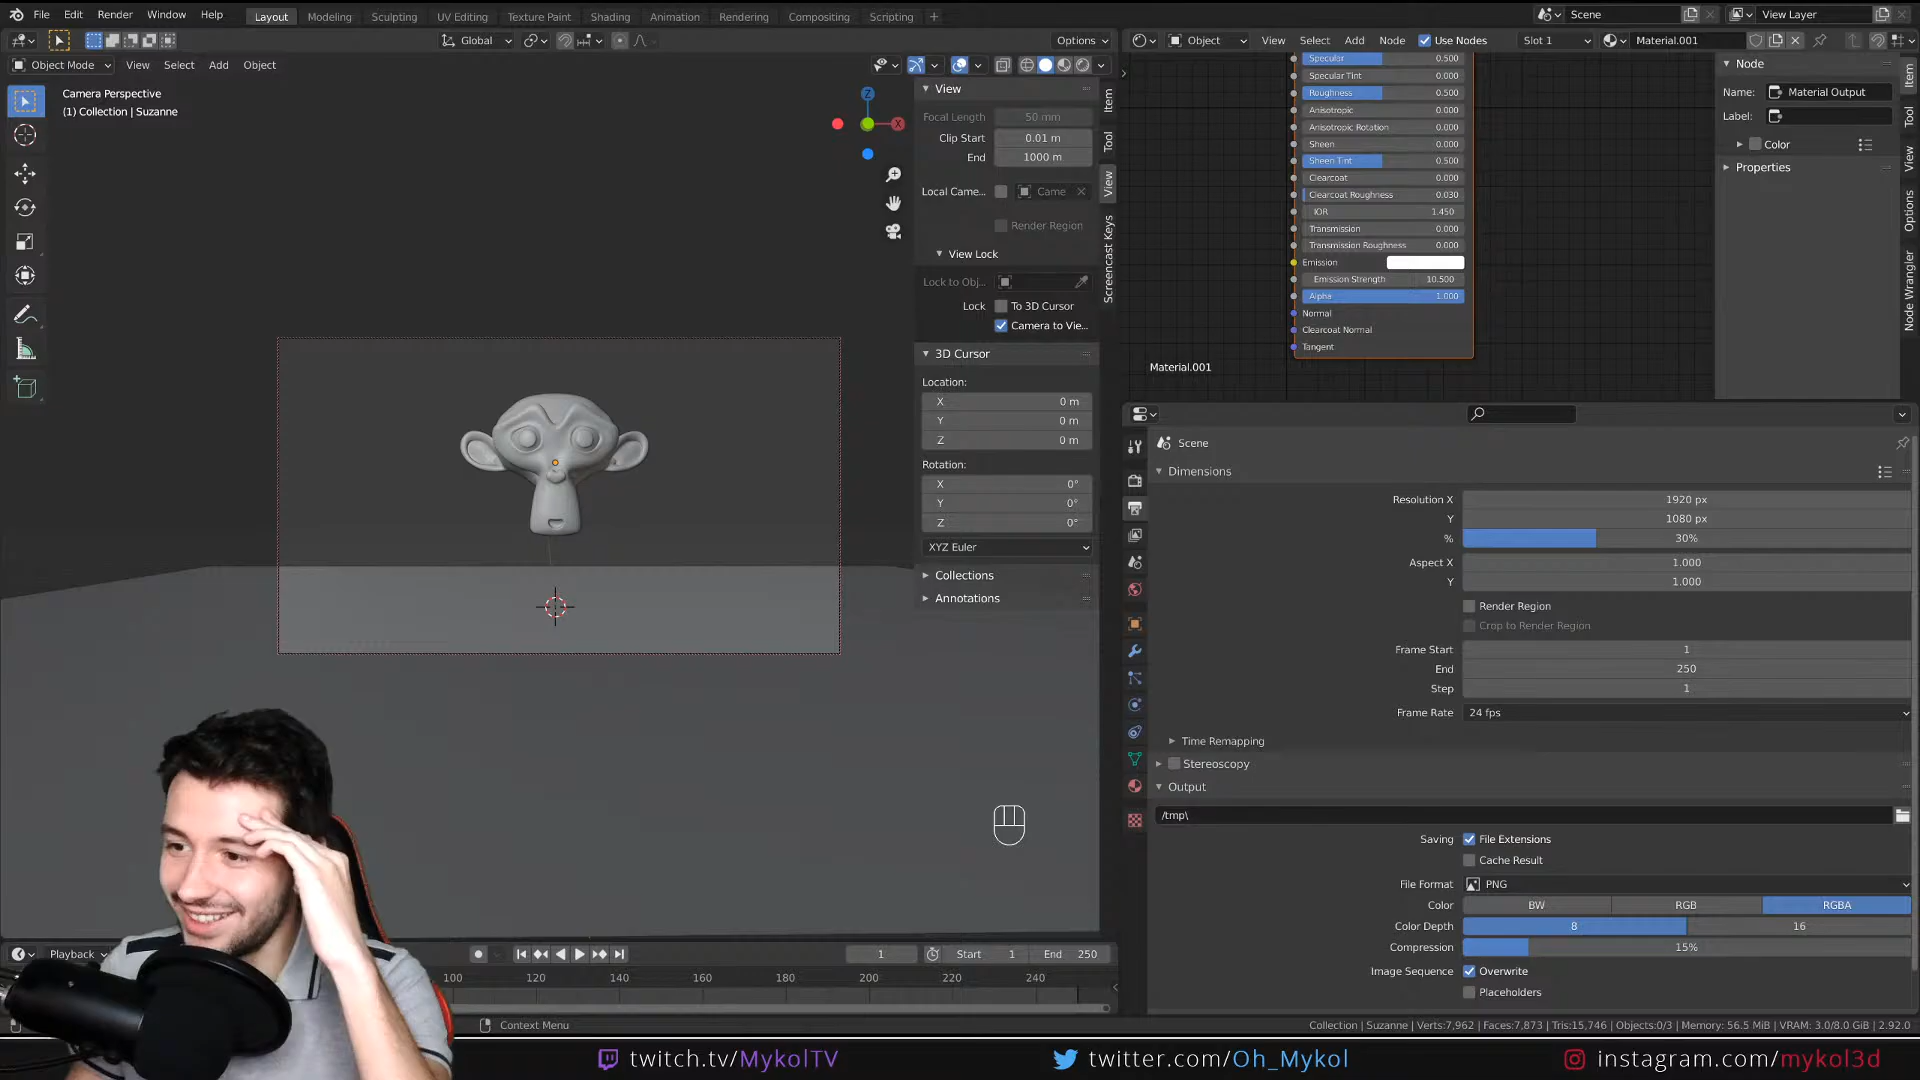 File Edit Render Window Help Layout Modeling Sculpting UV Editing Texture Paint Shading Animation Rendering Compositing Scripting + Scene View Layer
Global Options
Object Mode View Select Add Object
Camera Perspective
(1) Collection | Suzanne
Z
X
View
Focal Length 50 mm
Clip Start 0.01 m
End 1000 m
Local Came... Came
Render Region
View Lock
Lock to Obj...
Lock To 3D Cursor
Camera to Vie...
3D Cursor
Location:
X 0 m
Y 0 m
Z 0 m
Rotation:
X 0°
Y 0°
Z 0°
XYZ Euler
Collections
Annotations
Item
Tool
View
Screencast Keys
Object View Select Add Node Use Nodes Slot 1 Material.001
Specular 0.500
Specular Tint 0.000
Roughness 0.500
Anisotropic 0.000
Anisotropic Rotation 0.000
Sheen 0.000
Sheen Tint 0.500
Clearcoat 0.000
Clearcoat Roughness 0.030
IOR 1.450
Transmission 0.000
Transmission Roughness 0.000
Emission
Emission Strength 10.500
Alpha 1.000
Normal
Clearcoat Normal
Tangent
Material.001
Node
Name: Material Output
Label:
Color
Properties
Item
Tool
View
Options
Node Wrangler
Scene
Dimensions
Resolution X 1920 px
Y 1080 px
% 30%
Aspect X 1.000
Y 1.000
Render Region
Crop to Render Region
Frame Start 1
End 250
Step 1
Frame Rate 24 fps
Time Remapping
Stereoscopy
Output
/tmp\
Saving File Extensions
Cache Result
File Format PNG
Color BW RGB RGBA
Color Depth 8 16
Compression 15%
Image Sequence Overwrite
Placeholders
Playback 1 Start 1 End 250
100 120 140 160 180 200 220 240
Context Menu
Collection | Suzanne | Verts:7,962 | Faces:7,873 | Tris:15,746 | Objects:0/3 | Memory: 56.5 MiB | VRAM: 3.0/8.0 GiB | 2.92.0
twitch.tv/MykolTV twitter.com/Oh_Mykol instagram.com/mykol3d